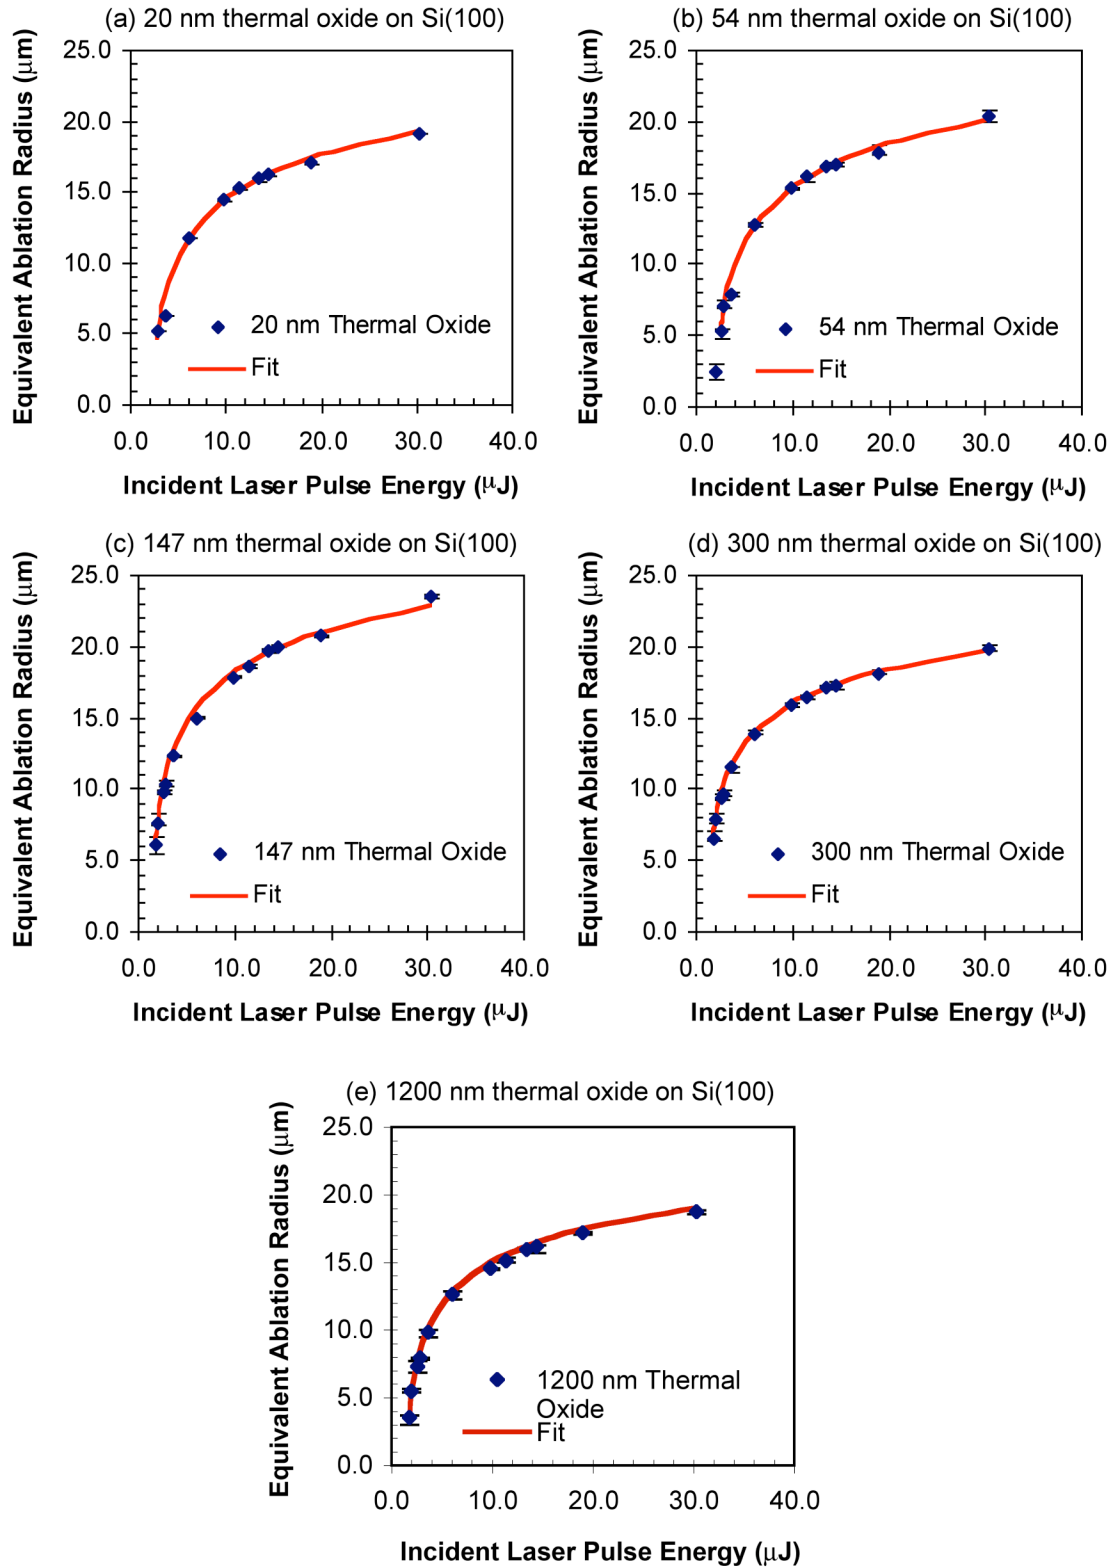 (a) 20 nm thermal oxide on Si(100)
Equivalent Ablation Radius (μm)
25.0
20.0
15.0
10.0
5.0
0.0
20 nm Thermal Oxide
Fit
0.0 10.0 20.0 30.0 40.0
Incident Laser Pulse Energy (μJ)
(b) 54 nm thermal oxide on Si(100)
Equivalent Ablation Radius (μm)
25.0
20.0
15.0
10.0
5.0
0.0
54 nm Thermal Oxide
Fit
0.0 10.0 20.0 30.0 40.0
Incident Laser Pulse Energy (μJ)
(c) 147 nm thermal oxide on Si(100)
Equivalent Ablation Radius (μm)
25.0
20.0
15.0
10.0
5.0
0.0
147 nm Thermal Oxide
Fit
0.0 10.0 20.0 30.0 40.0
Incident Laser Pulse Energy (μJ)
(d) 300 nm thermal oxide on Si(100)
Equivalent Ablation Radius (μm)
25.0
20.0
15.0
10.0
5.0
0.0
300 nm Thermal Oxide
Fit
0.0 10.0 20.0 30.0 40.0
Incident Laser Pulse Energy (μJ)
(e) 1200 nm thermal oxide on Si(100)
Equivalent Ablation Radius (μm)
25.0
20.0
15.0
10.0
5.0
0.0
1200 nm Thermal
Oxide
Fit
0.0 10.0 20.0 30.0 40.0
Incident Laser Pulse Energy (μJ)